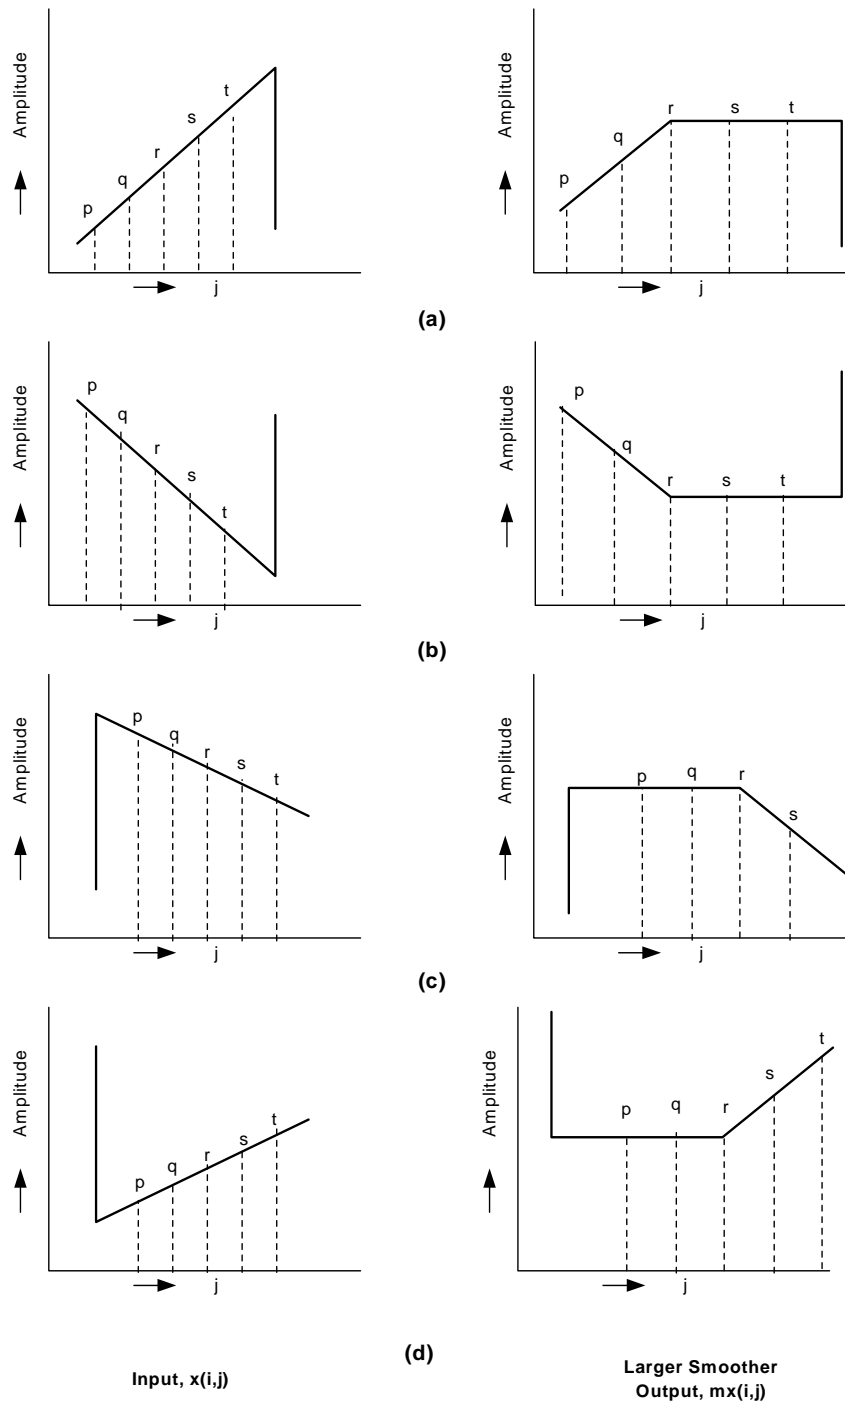 Amplitude
p
q
r
s
t
j
Amplitude
p
q
r
s
t
j
(a)
Amplitude
p
q
r
s
t
j
Amplitude
p
q
r
s
t
j
(b)
Amplitude
p
q
r
s
t
j
Amplitude
p
q
r
s
j
(c)
Amplitude
p
q
r
s
t
j
Amplitude
p
q
r
s
t
j
(d)
Input, x(i,j)
Larger Smoother
Output, mx(i,j)